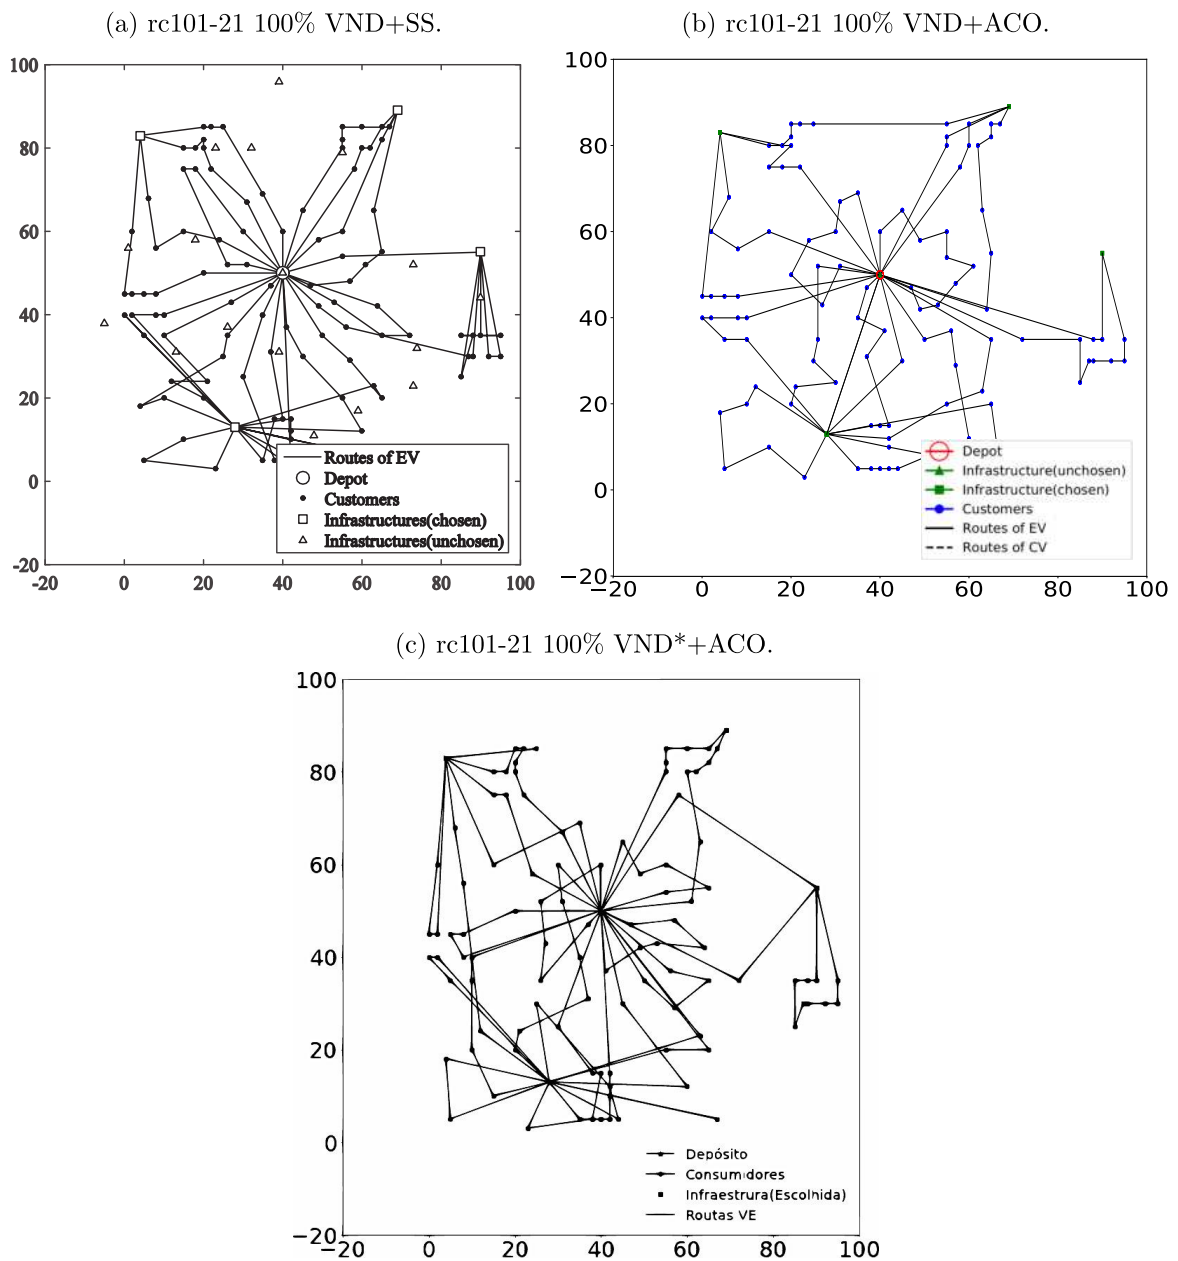 (a) rc101-21 100% VND+SS.
(b) rc101-21 100% VND+ACO.
100
80
60
40
20
0
-20
-20
0
20
40
60
80
100
Routes of EV
Depot
Customers
Infrastructures(chosen)
Infrastructures(unchosen)
100
80
60
40
20
0
−20
−20
0
20
40
60
80
100
Depot
Infrastructure(unchosen)
Infrastructure(chosen)
Customers
Routes of EV
Routes of CV
(c) rc101-21 100% VND*+ACO.
100
80
60
40
20
0
−20
−20
0
20
40
60
80
100
Depósito
Consumidores
Infraestrura(Escolhida)
Routas VE